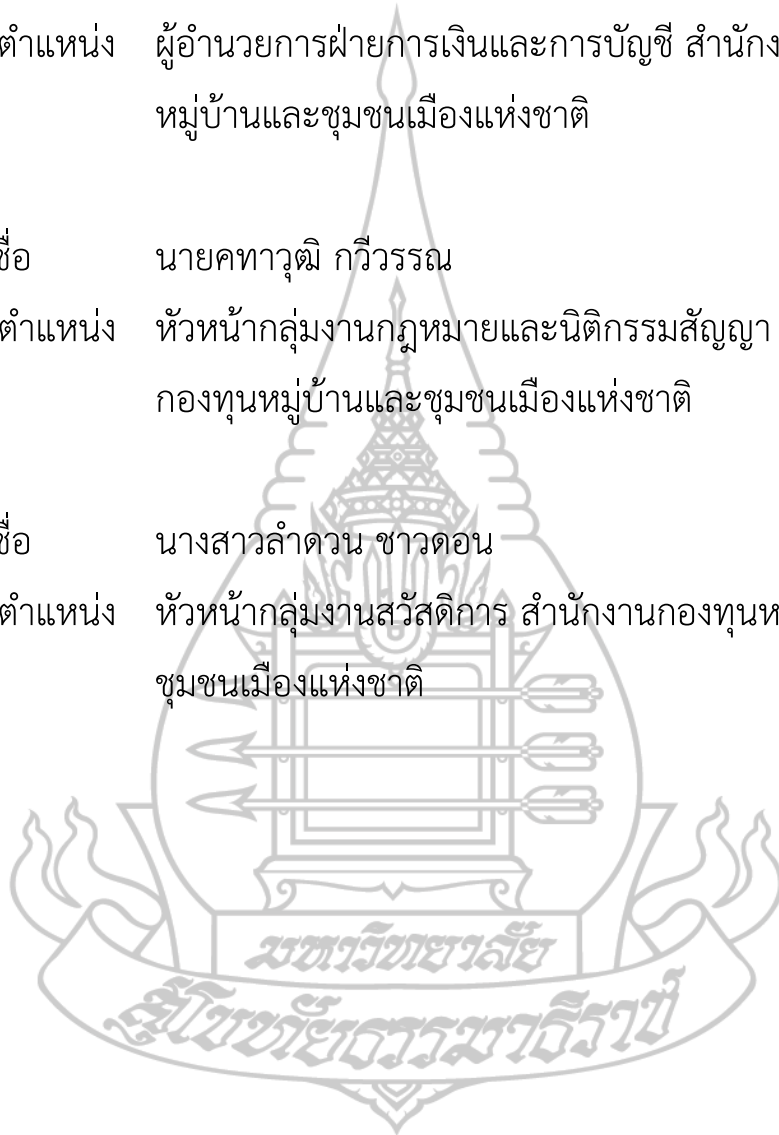 ตำแหน่ง ผู้อำนวยการฝ่ายการเงินและการบัญชี สำนักง
หมู่บ้านและชุมชนเมืองแห่งชาติ
ชื่อ นายคทาวุฒิ กวีวรรณ
ตำแหน่ง หัวหน้ากลุ่มงานกฎหมายและนิติกรรมสัญญา
กองทุนหมู่บ้านและชุมชนเมืองแห่งชาติ
ชื่อ นางสาวลำดวน ชาวดอน
ตำแหน่ง หัวหน้ากลุ่มงานสวัสดิการ สำนักงานกองทุนห
ชุมชนเมืองแห่งชาติ
มหาวิทยาลัย
สุโขทัยธรรมาธิราช